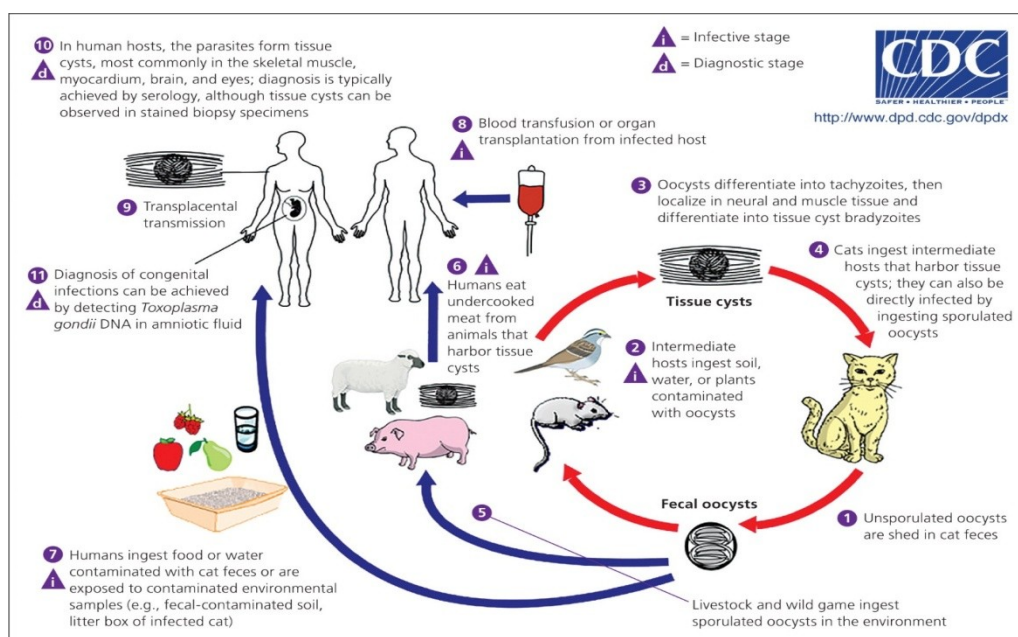 10 In human hosts, the parasites form tissue
d cysts, most commonly in the skeletal muscle,
myocardium, brain, and eyes; diagnosis is typically
achieved by serology, although tissue cysts can be
observed in stained biopsy specimens
i = Infective stage
d = Diagnostic stage
CDC
SAFER • HEALTHIER • PEOPLE™
http://www.dpd.cdc.gov/dpdx
8 Blood transfusion or organ
i transplantation from infected host
9 Transplacental
transmission
3 Oocysts differentiate into tachyzoites, then
localize in neural and muscle tissue and
differentiate into tissue cyst bradyzoites
11 Diagnosis of congenital
d infections can be achieved
by detecting Toxoplasma
gondii DNA in amniotic fluid
6 i
Humans eat
undercooked
meat from
animals that
harbor tissue
cysts
Tissue cysts
4 Cats ingest intermediate
hosts that harbor tissue
cysts; they can also be
directly infected by
ingesting sporulated
oocysts
2 Intermediate
i hosts ingest soil,
water, or plants
contaminated
with oocysts
Fecal oocysts
5
1 Unsporulated oocysts
are shed in cat feces
7 Humans ingest food or water
i contaminated with cat feces or are
exposed to contaminated environmental
samples (e.g., fecal-contaminated soil,
litter box of infected cat)
Livestock and wild game ingest
sporulated oocysts in the environment